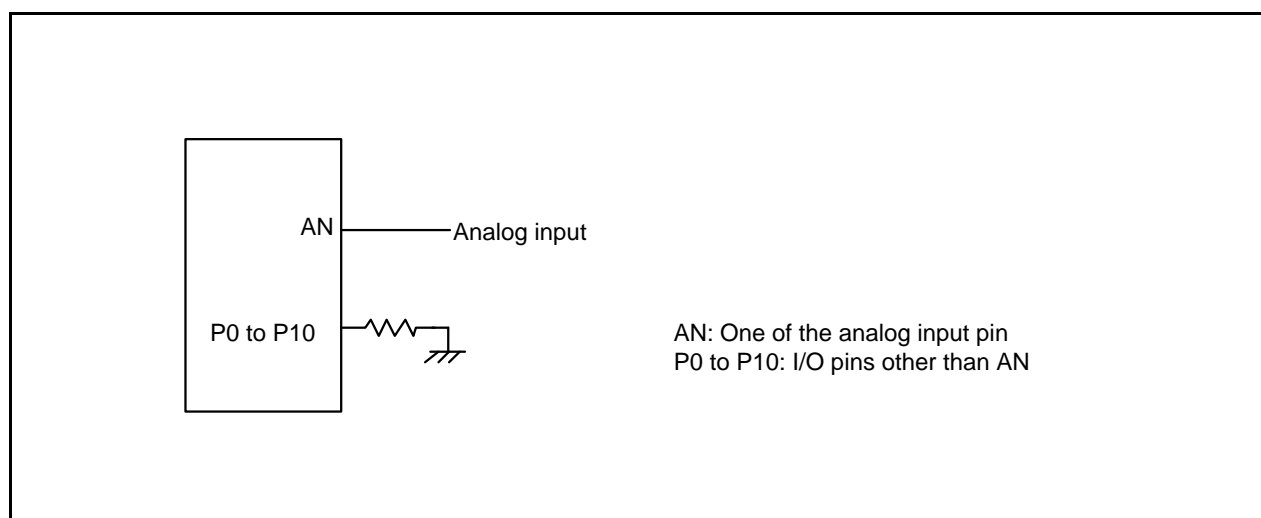 AN
Analog input
P0 to P10
AN: One of the analog input pin
P0 to P10: I/O pins other than AN